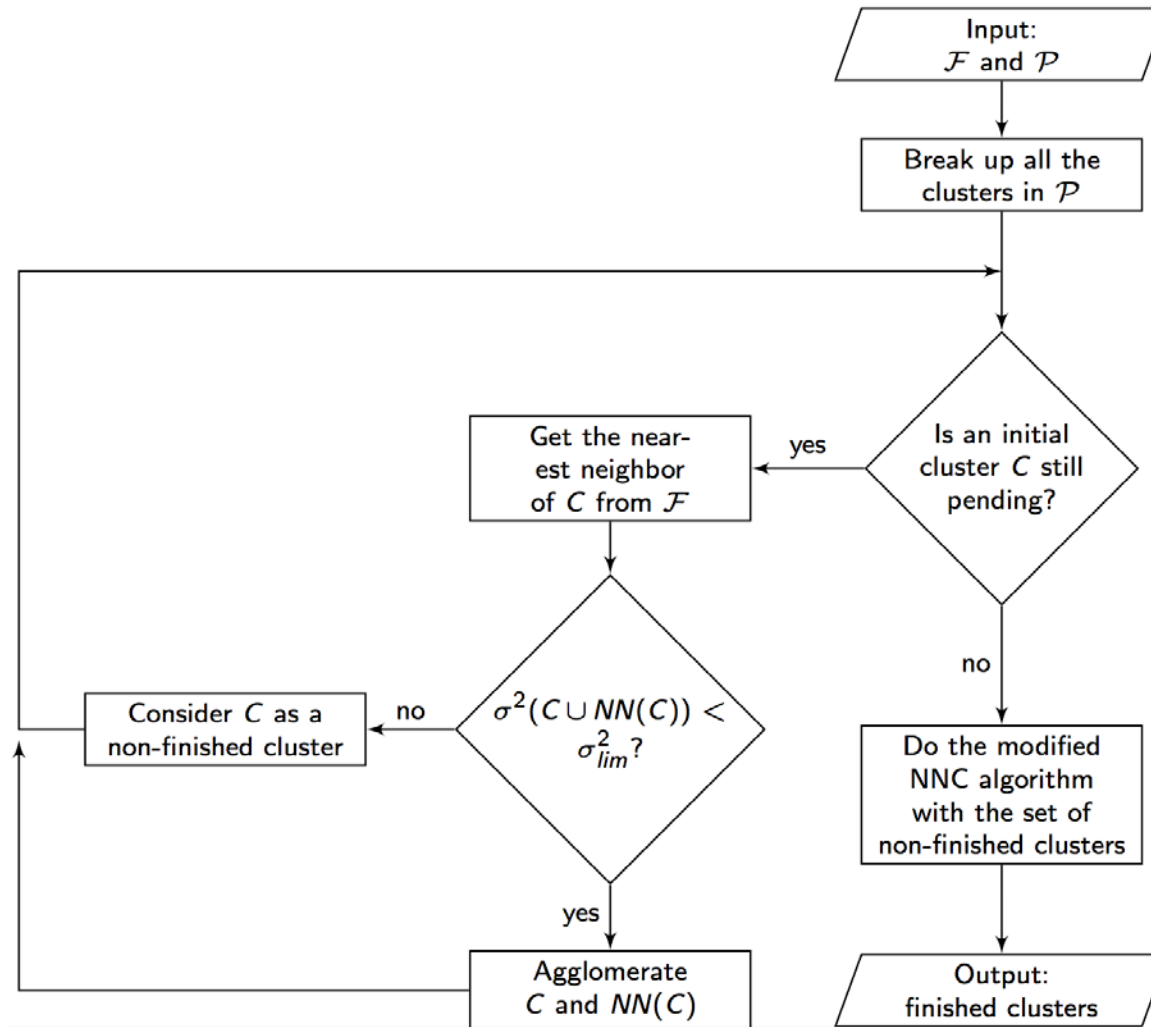 Input:
𝓕 and 𝓟
Break up all the
clusters in 𝓟
Is an initial
cluster C still
pending?
yes
Get the near-
est neighbor
of C from 𝓕
σ²(C ∪ NN(C)) <
σ²lim?
no
Consider C as a
non-finished cluster
yes
Agglomerate
C and NN(C)
no
Do the modified
NNC algorithm
with the set of
non-finished clusters
Output:
finished clusters